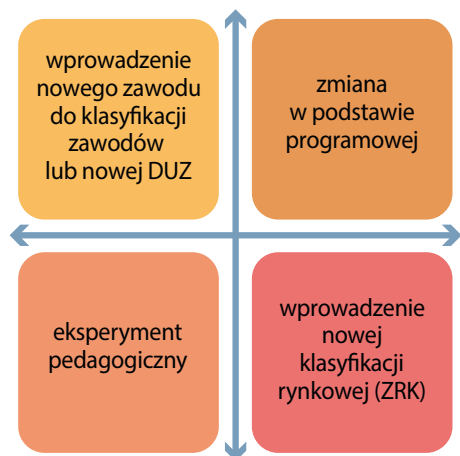 wprowadzenie
nowego zawodu
do klasyfikacji
zawodów
lub nowej DUZ
zmiana
w podstawie
programowej
eksperyment
pedagogiczny
wprowadzenie
nowej
klasyfikacji
rynkowej (ZRK)